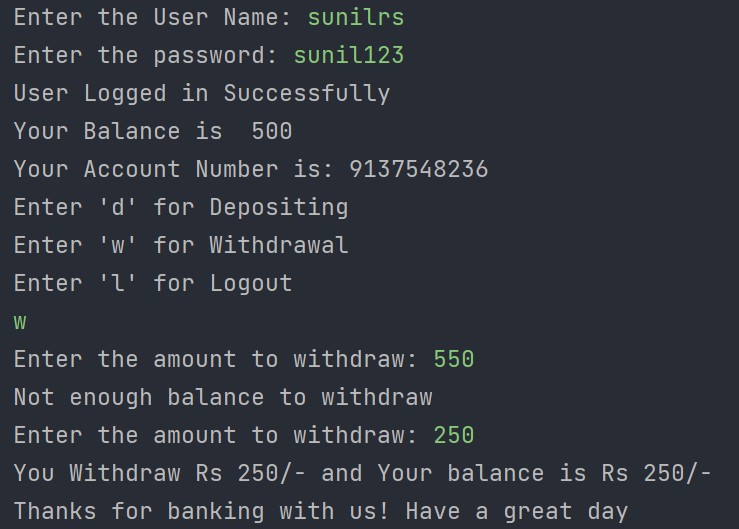 Enter the User Name: sunilrs
Enter the password: sunil123
User Logged in Successfully
Your Balance is  500
Your Account Number is: 9137548236
Enter 'd' for Depositing
Enter 'w' for Withdrawal
Enter 'l' for Logout
w
Enter the amount to withdraw: 550
Not enough balance to withdraw
Enter the amount to withdraw: 250
You Withdraw Rs 250/- and Your balance is Rs 250/-
Thanks for banking with us! Have a great day